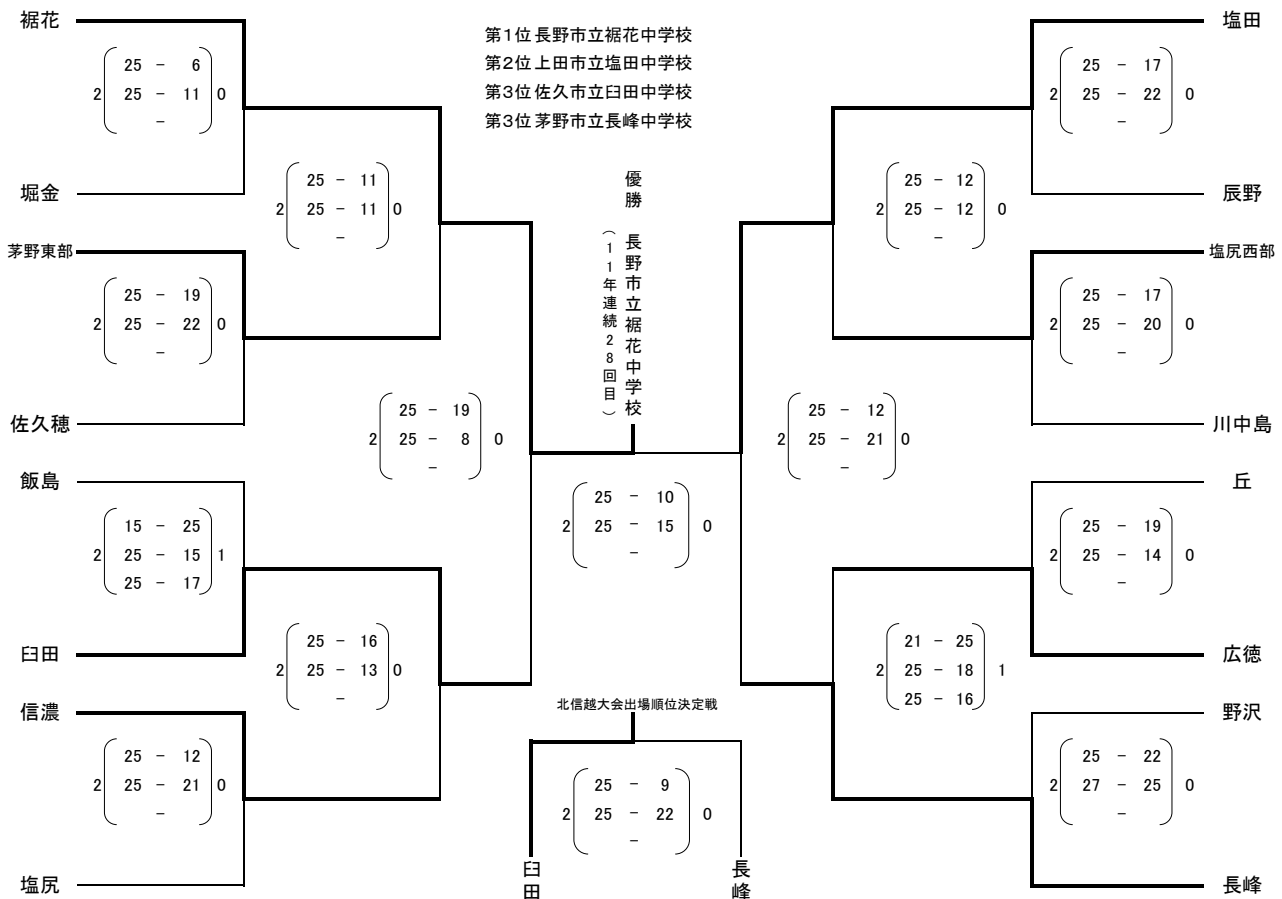 第1位 長野市立裾花中学校
第2位 上田市立塩田中学校
第3位 佐久市立臼田中学校
第3位 茅野市立長峰中学校
優勝 長野市立裾花中学校
（11年連続28回目）
裾花
25 - 6
2 25 - 11 0
-
堀金
25 - 11
2 25 - 11 0
-
茅野東部
25 - 19
2 25 - 22 0
-
佐久穂
25 - 19
2 25 - 8 0
-
飯島
15 - 25
2 25 - 15 1
25 - 17
臼田
25 - 16
2 25 - 13 0
-
信濃
25 - 12
2 25 - 21 0
-
塩尻
25 - 10
2 25 - 15 0
-
北信越大会出場順位決定戦
25 - 9
2 25 - 22 0
-
臼田
長峰
塩田
25 - 17
2 25 - 22 0
-
辰野
25 - 12
2 25 - 12 0
-
塩尻西部
25 - 17
2 25 - 20 0
-
川中島
25 - 12
2 25 - 21 0
-
丘
25 - 19
2 25 - 14 0
-
広徳
21 - 25
2 25 - 18 1
25 - 16
野沢
25 - 22
2 27 - 25 0
-
長峰